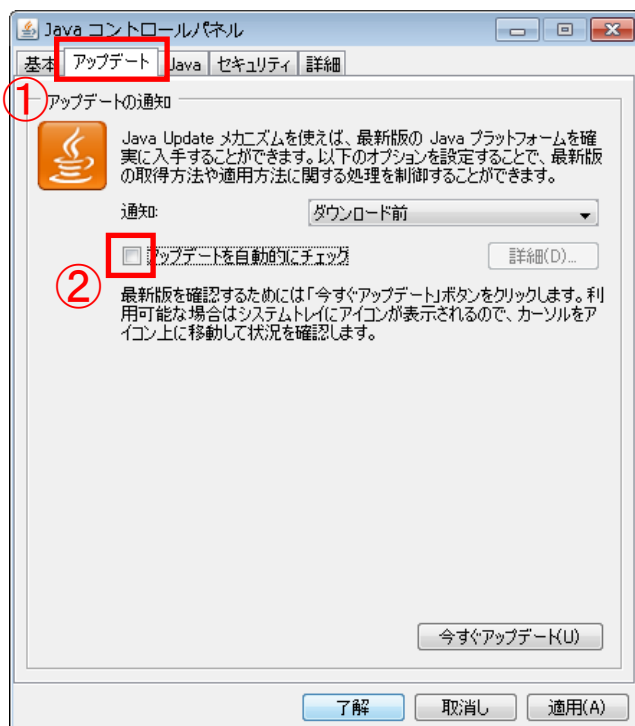 Java コントロールパネル
基本 アップデート Java セキュリティ 詳細
①
アップデートの通知
Java Update メカニズムを使えば、最新版の Java プラットフォームを確
実に入手することができます。以下のオプションを設定することで、最新版
の取得方法や適用方法に関する処理を制御することができます。
通知: ダウンロード前
アップデートを自動的にチェック 詳細(D)...
②
最新版を確認するためには「今すぐアップデート」ボタンをクリックします。利
用可能な場合はシステムトレイにアイコンが表示されるので、カーソルをア
イコン上に移動して状況を確認します。
今すぐアップデート(U)
了解 取消し 適用(A)